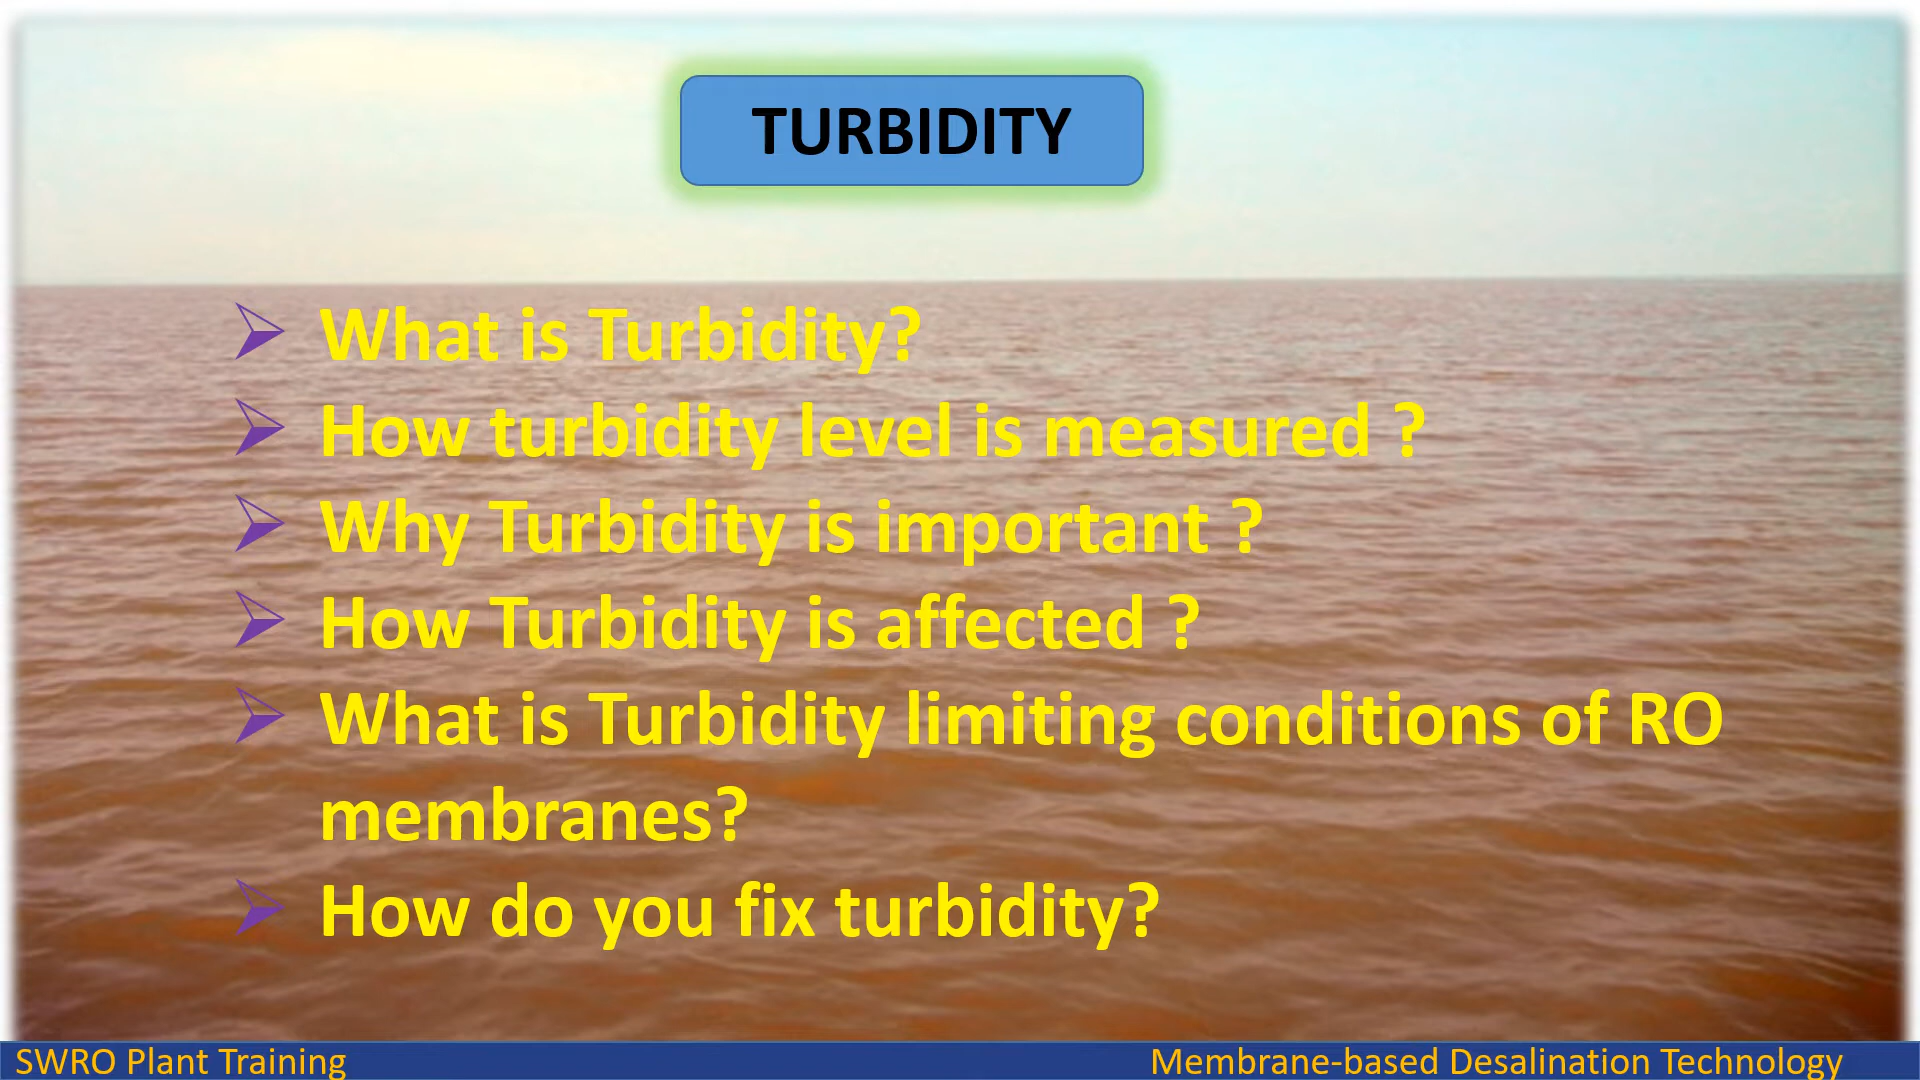 TURBIDITY
What is Turbidity?
How turbidity level is measured ?
Why Turbidity is important ?
How Turbidity is affected ?
What is Turbidity limiting conditions of RO
membranes?
How do you fix turbidity?
SWRO Plant Training
Membrane-based Desalination Technology